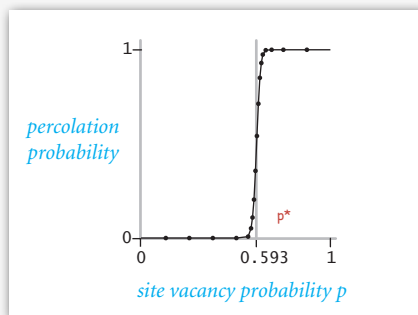 1
percolation
probability
p*
0
0
0.593
1
site vacancy probability p